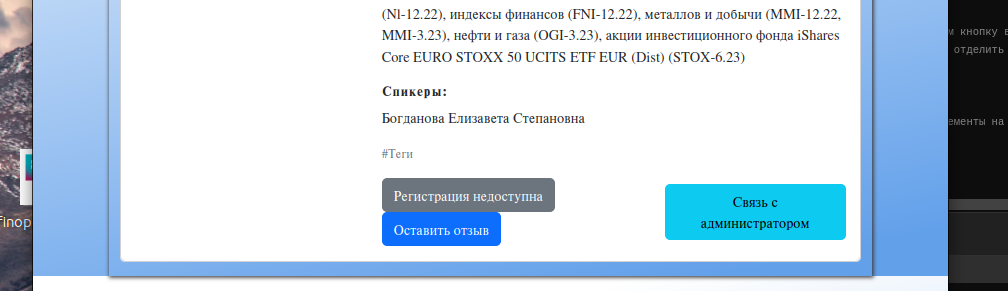 (Nl-12.22), индексы финансов (FNI-12.22), металлов и добычи (MMI-12.22,
MMI-3.23), нефти и газа (OGI-3.23), акции инвестиционного фонда iShares
Core EURO STOXX 50 UCITS ETF EUR (Dist) (STOX-6.23)
м кнопку в
отделить
Спикеры:
Богданова Елизавета Степановна
ементы на
#Теги
Регистрация недоступна
Связь с
администратором
finop
Оставить отзыв